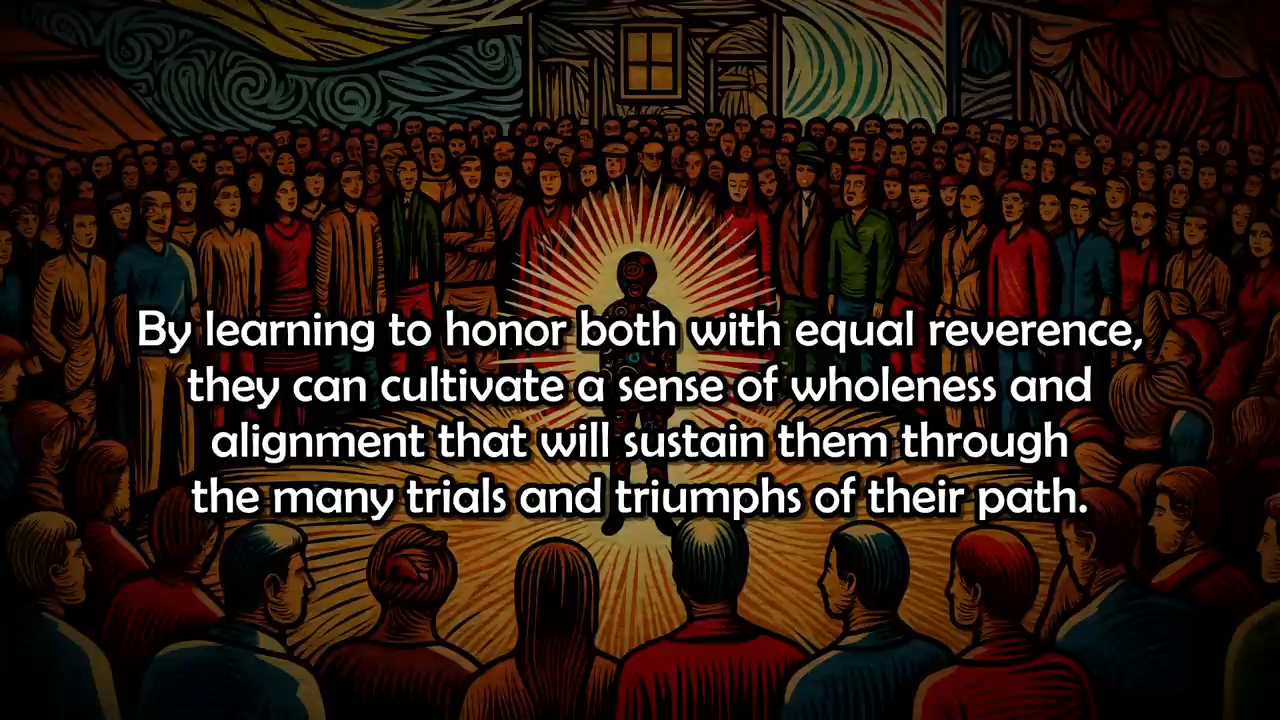 By learning to honor both with equal reverence,
they can cultivate a sense of wholeness and
alignment that will sustain them through
the many trials and triumphs of their path.